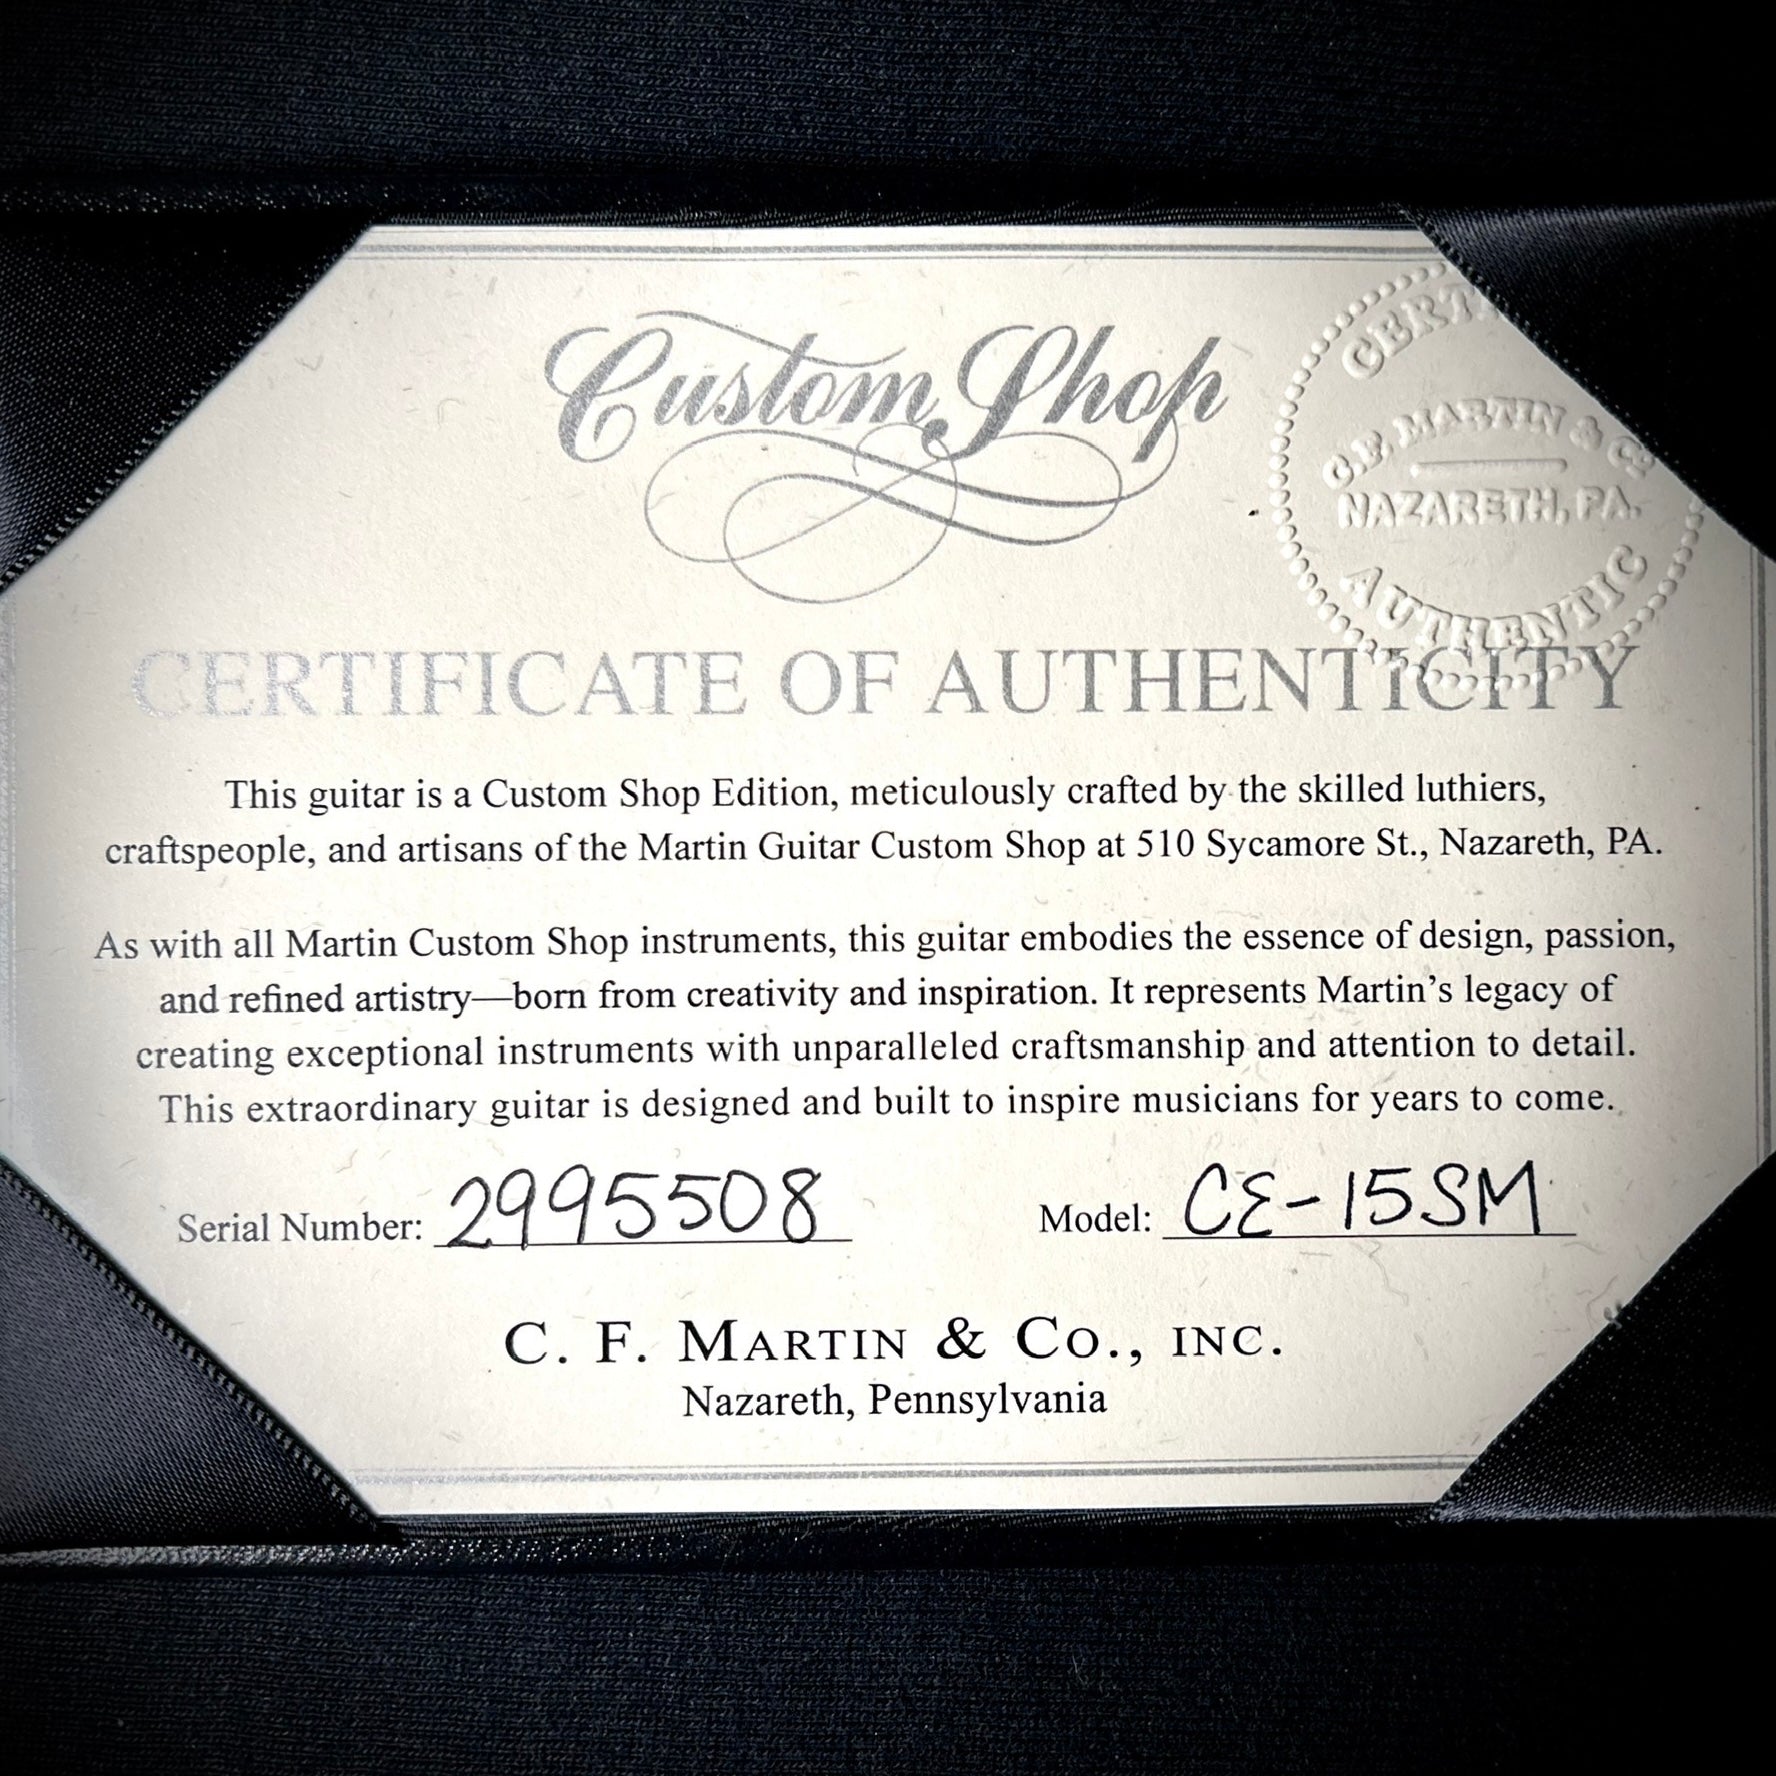 Custom Shop
CERT
C.F. MARTIN & Co
NAZARETH, PA.
AUTHENTIC
CERTIFICATE OF AUTHENTICITY
This guitar is a Custom Shop Edition, meticulously crafted by the skilled luthiers,
craftspeople, and artisans of the Martin Guitar Custom Shop at 510 Sycamore St., Nazareth, PA.
As with all Martin Custom Shop instruments, this guitar embodies the essence of design, passion,
and refined artistry—born from creativity and inspiration. It represents Martin’s legacy of
creating exceptional instruments with unparalleled craftsmanship and attention to detail.
This extraordinary guitar is designed and built to inspire musicians for years to come.
Serial Number: 2995508 Model: CE-15SM
C. F. MARTIN & CO., INC.
Nazareth, Pennsylvania